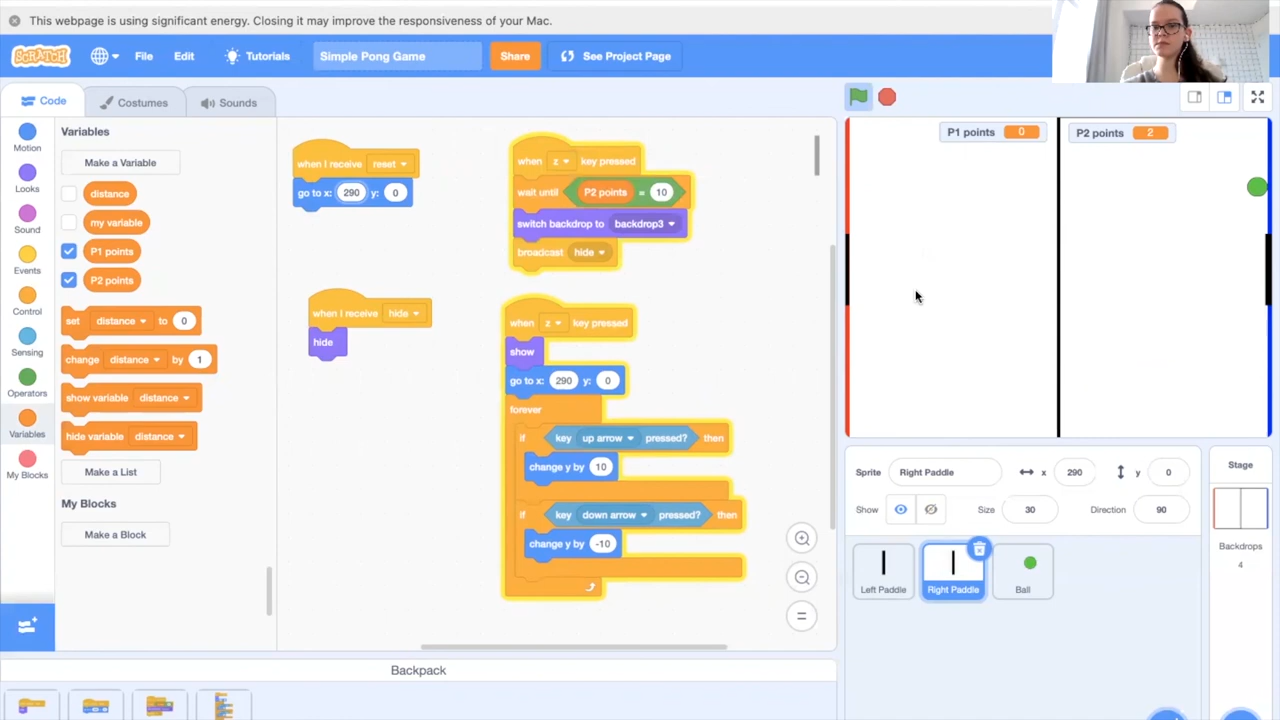 This webpage is using significant energy. Closing it may improve the responsiveness of your Mac.
SCRATCH
File
Edit
Tutorials
Simple Pong Game
Share
See Project Page
Code
Costumes
Sounds
Motion
Looks
Sound
Events
Control
Sensing
Operators
Variables
My Blocks
Variables
Make a Variable
distance
my variable
P1 points
P2 points
set distance to 0
change distance by 1
show variable distance
hide variable distance
Make a List
My Blocks
Make a Block
when I receive reset
go to x: 290 y: 0
when I receive hide
hide
when z key pressed
wait until P2 points = 10
switch backdrop to backdrop3
broadcast hide
when z key pressed
show
go to x: 290 y: 0
forever
if key up arrow pressed? then
change y by 10
if key down arrow pressed? then
change y by -10
Backpack
P1 points 0
P2 points 2
Sprite Right Paddle x 290 y 0
Show Size 30 Direction 90
Left Paddle
Right Paddle
Ball
Stage
Backdrops
4